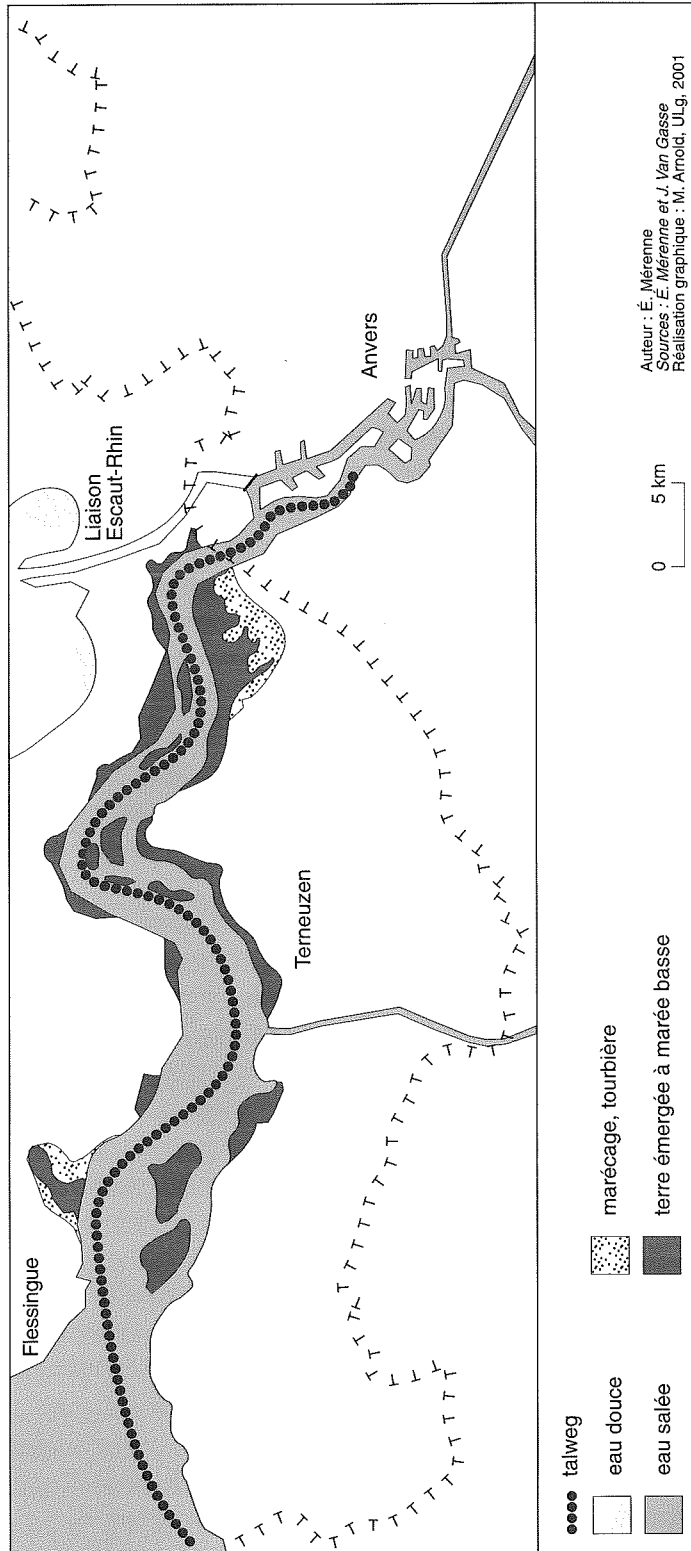 Flessingue
Terneuzen
Liaison
Escaut-Rhin
Anvers
talweg
eau douce
eau salée
marécage, tourbière
terre émergée à marée basse
0 5 km
Auteur : É. Mérenne
Sources : É. Mérenne et J. Van Gasse
Réalisation graphique : M. Arnold, ULg, 2001